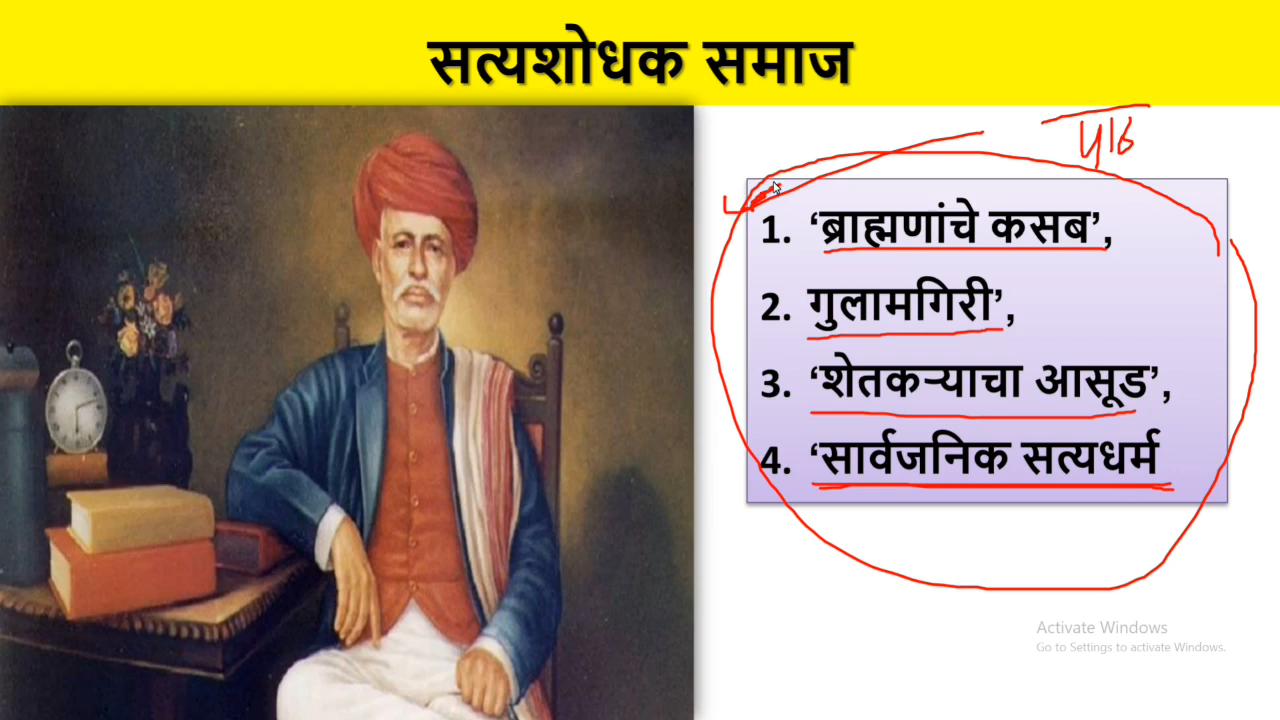 सत्यशोधक समाज
1. ‘ब्राह्मणांचे कसब’,
2. गुलामगिरी’,
3. ‘शेतकऱ्याचा आसूड’,
4. ‘सार्वजनिक सत्यधर्म
Activate Windows
Go to Settings to activate Windows.